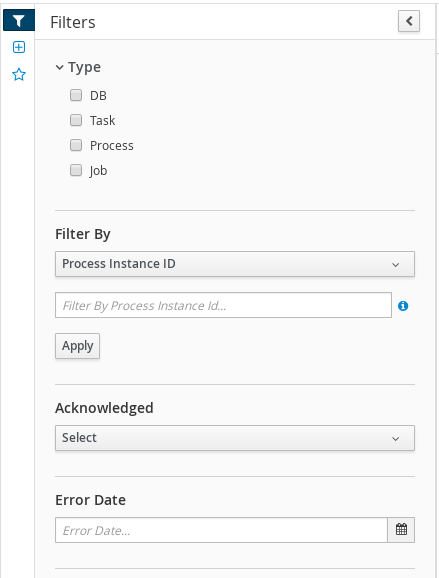 Filters
Type
DB
Task
Process
Job
Filter By
Process Instance ID
Filter By Process Instance Id...
Apply
Acknowledged
Select
Error Date
Error Date...